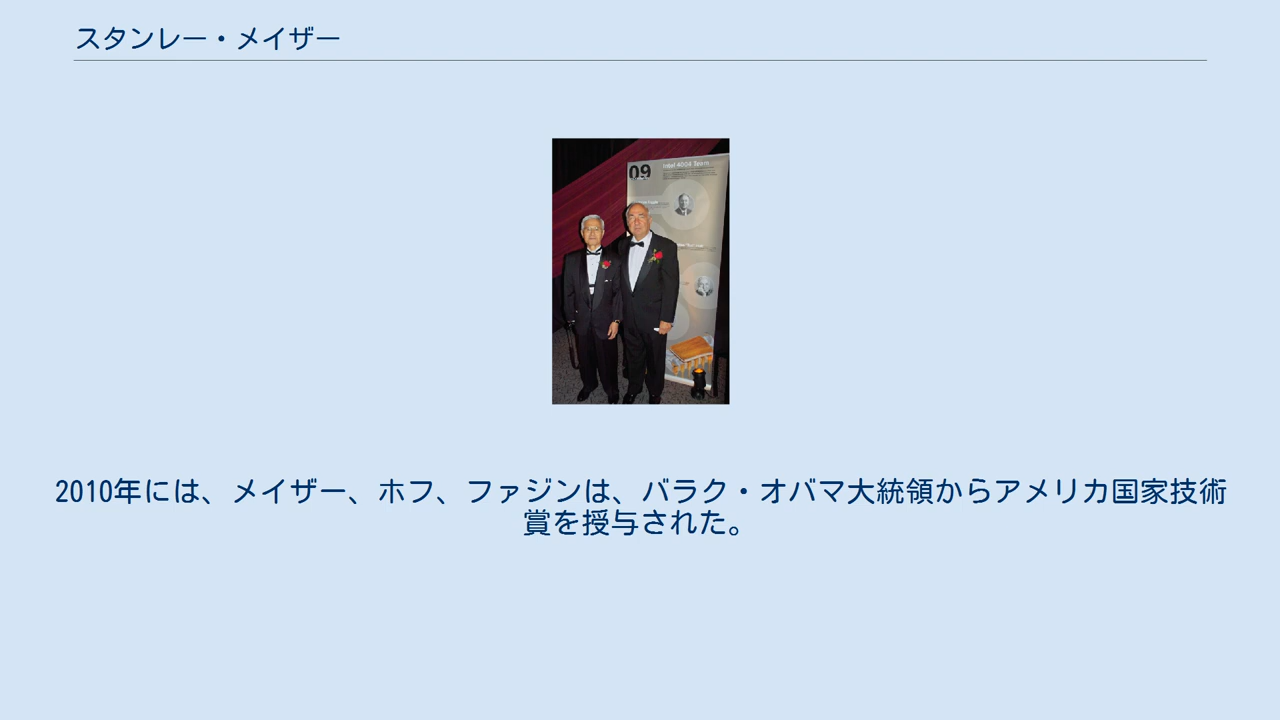 スタンレー・メイザー
09
Intel 4004 Team
2010年には、メイザー、ホフ、ファジンは、バラク・オバマ大統領からアメリカ国家技術
賞を授与された。